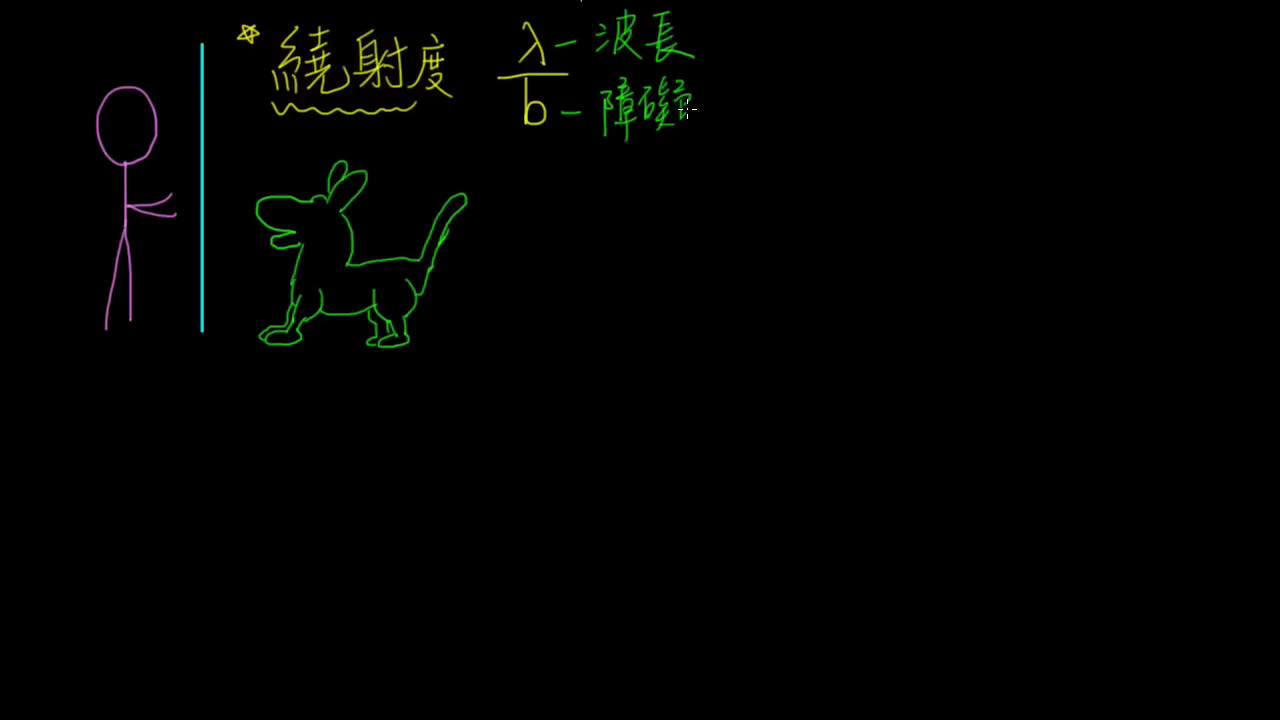 * 繞射度 λ - 波長
b - 障礙